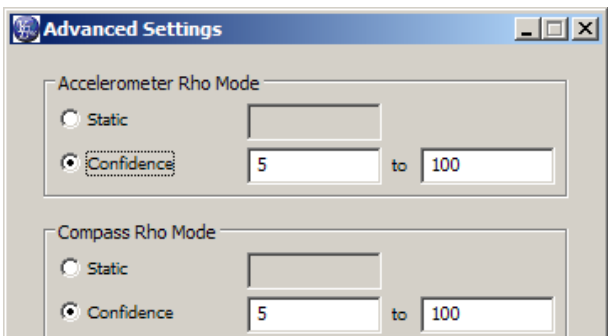 Advanced Settings
Accelerometer Rho Mode
Static
Confidence 5 to 100
Compass Rho Mode
Static
Confidence 5 to 100